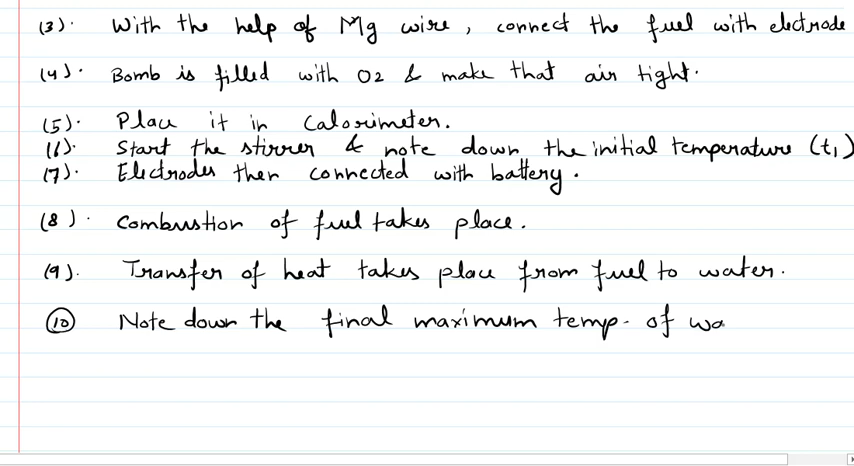 (3). With the help of Mg wire, connect the fuel with electrode
(4). Bomb is filled with O2 & make that air tight.
(5). Place it in Calorimeter.
(6). Start the stirrer & note down the initial temperature (t1)
(7). Electrodes then connected with battery.
(8). Combustion of fuel takes place.
(9). Transfer of heat takes place from fuel to water.
(10) Note down the final maximum temp. of wa